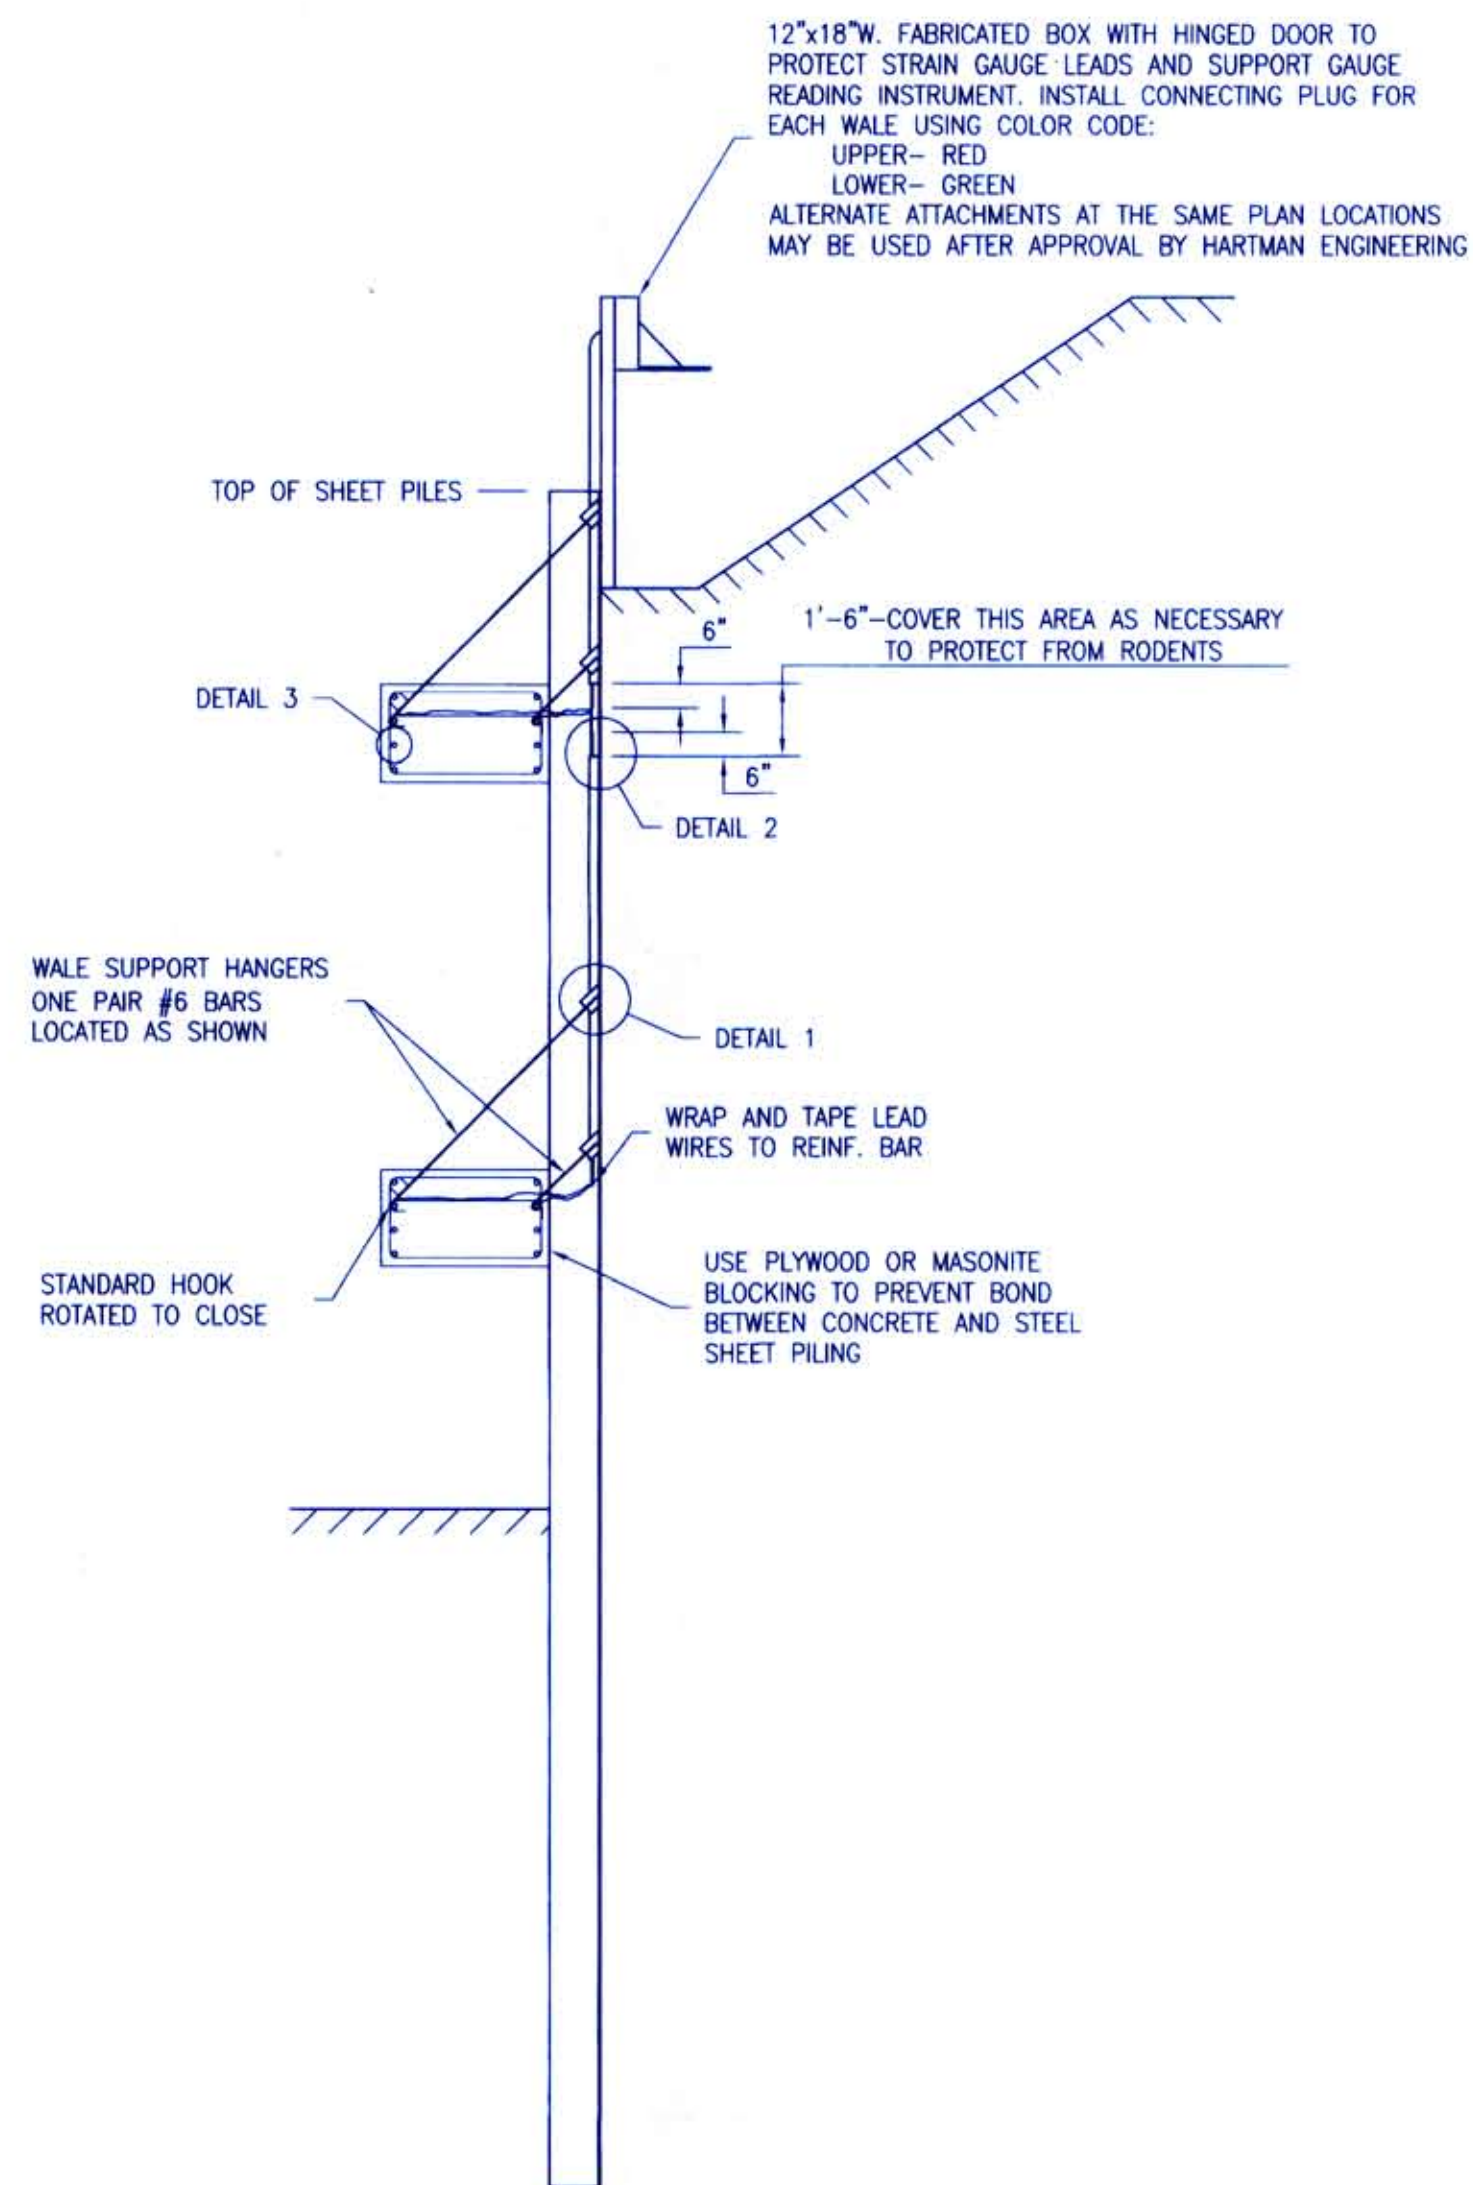 12"x18"W. FABRICATED BOX WITH HINGED DOOR TO
PROTECT STRAIN GAUGE LEADS AND SUPPORT GAUGE
READING INSTRUMENT. INSTALL CONNECTING PLUG FOR
EACH WALE USING COLOR CODE:
UPPER– RED
LOWER– GREEN
ALTERNATE ATTACHMENTS AT THE SAME PLAN LOCATIONS
MAY BE USED AFTER APPROVAL BY HARTMAN ENGINEERING
TOP OF SHEET PILES
1'–6"–COVER THIS AREA AS NECESSARY
TO PROTECT FROM RODENTS
6"
DETAIL 3
6"
DETAIL 2
WALE SUPPORT HANGERS
ONE PAIR #6 BARS
LOCATED AS SHOWN
DETAIL 1
WRAP AND TAPE LEAD
WIRES TO REINF. BAR
STANDARD HOOK
ROTATED TO CLOSE
USE PLYWOOD OR MASONITE
BLOCKING TO PREVENT BOND
BETWEEN CONCRETE AND STEEL
SHEET PILING